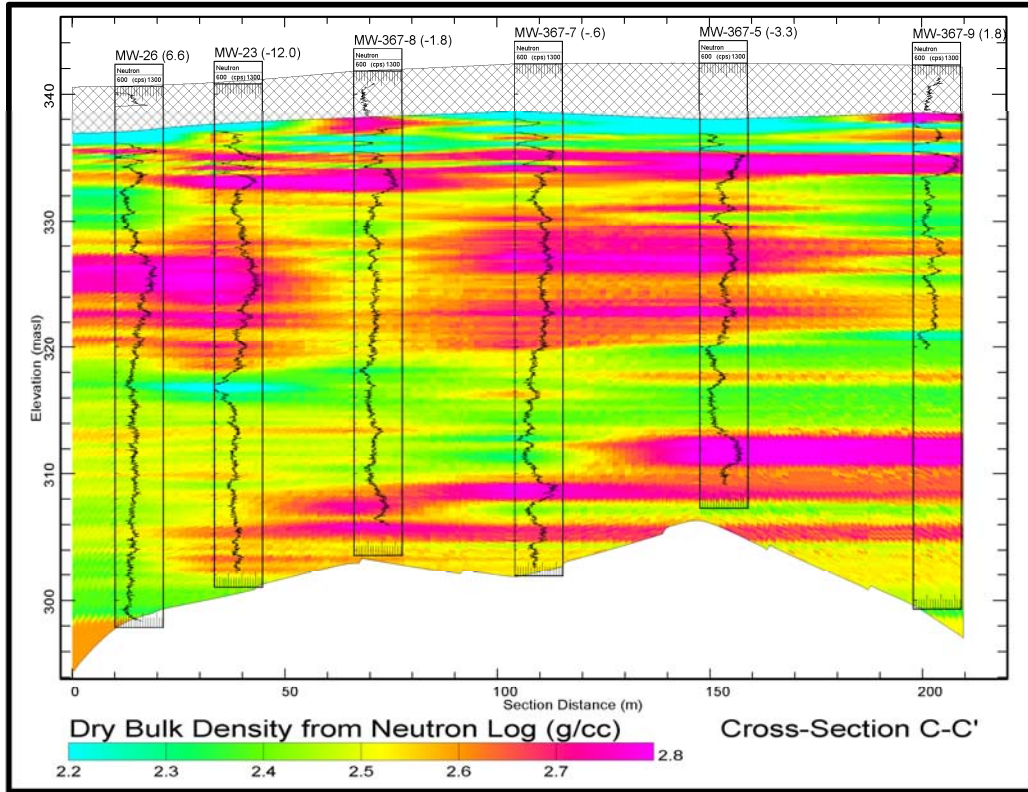 MW-26 (6.6)
MW-23 (-12.0)
MW-367-8 (-1.8)
MW-367-7 (-.6)
MW-367-5 (-3.3)
MW-367-9 (1.8)
Neutron
600 (cps) 1300
Neutron
600 (cps) 1300
Neutron
600 (cps) 1300
Neutron
600 (cps) 1300
Neutron
600 (cps) 1300
Neutron
600 (cps) 1300
340
330
320
310
300
Elevation (masl)
0 50 100 150 200
Section Distance (m)
Dry Bulk Density from Neutron Log (g/cc)
Cross-Section C-C'
2.2 2.3 2.4 2.5 2.6 2.7 2.8